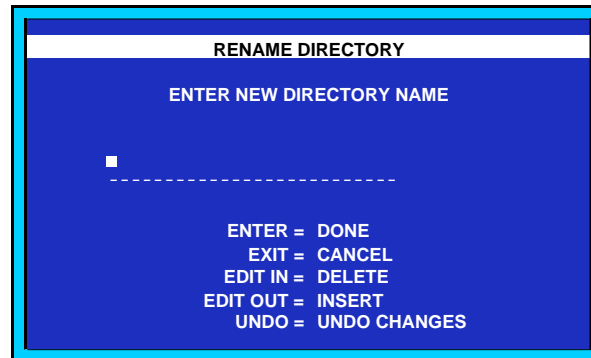 RENAME DIRECTORY
ENTER NEW DIRECTORY NAME
ENTER = DONE
EXIT = CANCEL
EDIT IN = DELETE
EDIT OUT = INSERT
UNDO = UNDO CHANGES